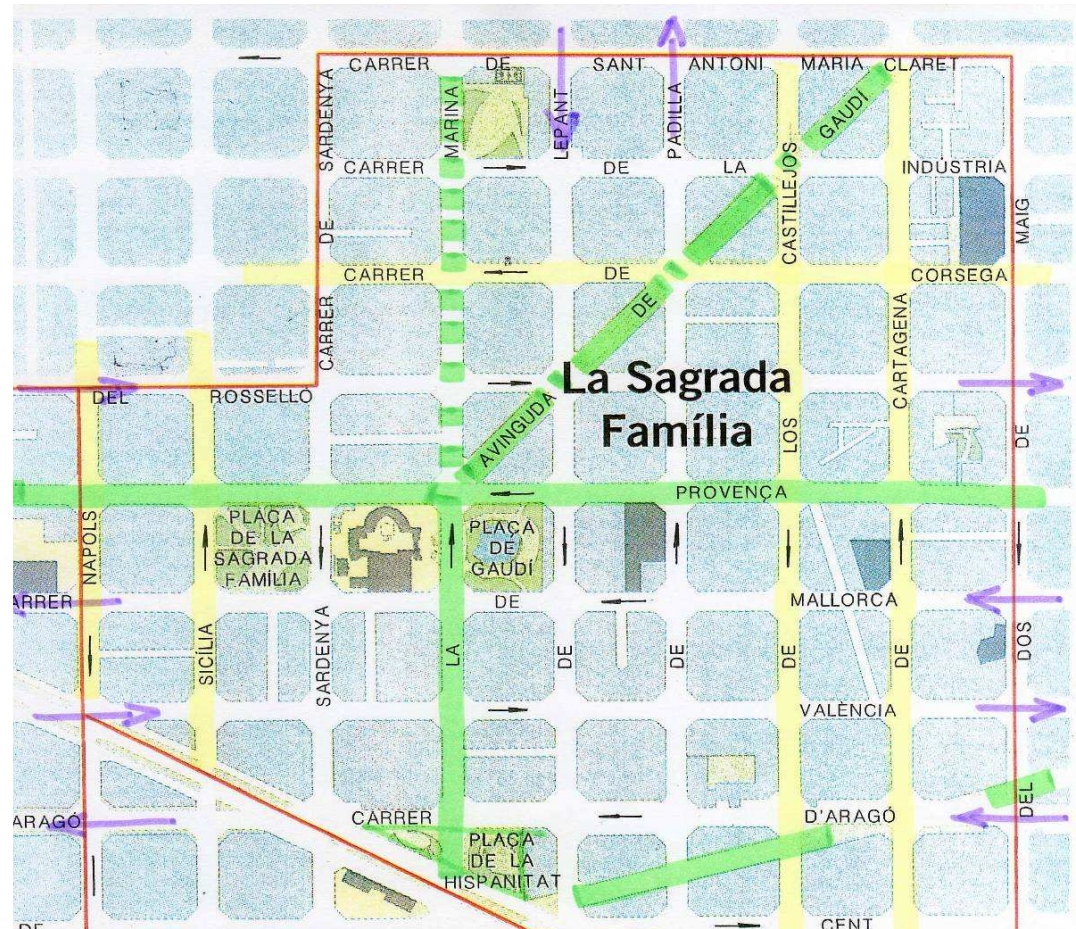 CARRER DE SANT ANTONI MARIA CLARET
CARRER DE SARDENYA
MARINA
LEPANT
PADILLA
GAUDÍ
CARRER DE LA INDÚSTRIA
CASTILLEJOS
MAIG
CARRER DE CORSEGA
DE
CARTAGENA
La Sagrada
Família
DEL ROSSELLÓ
AVINGUDA
LOS
DE
PROVENÇA
NÀPOLS
PLAÇA
DE LA
SAGRADA
FAMÍLIA
PLAÇA
DE
GAUDÍ
ARRER DE MALLORCA
SICÍLIA
SARDENYA
LA
DE
DE
DE
DE
DOS
VALÈNCIA
ARAGÓ
CARRER D'ARAGÓ
DEL
PLAÇA
DE LA
HISPANITAT
DE
CENT